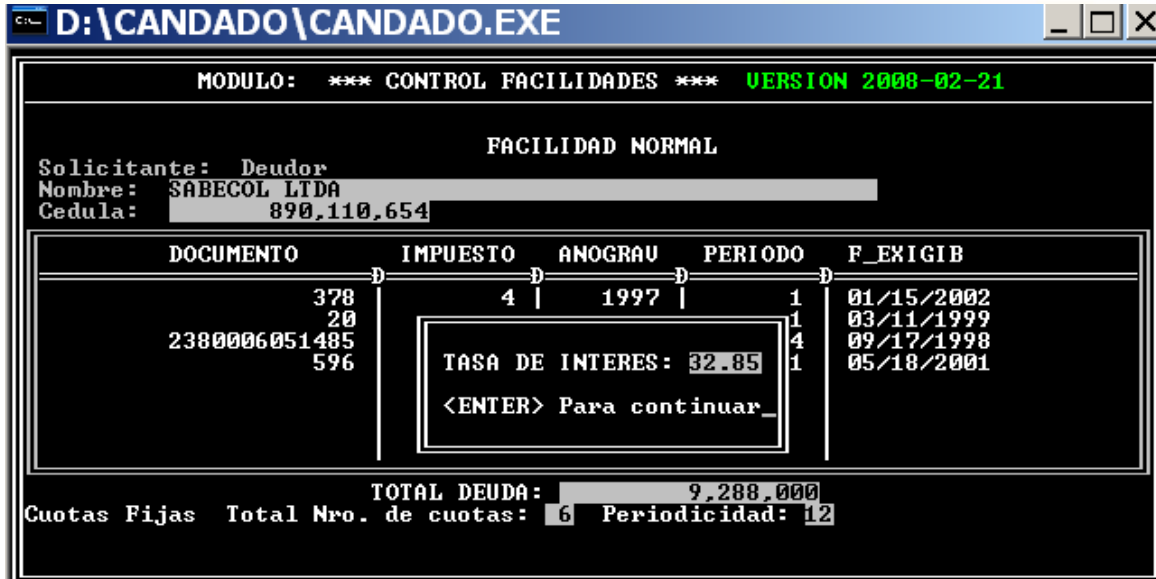 D:\CANDADO\CANDADO.EXE
MODULO: *** CONTROL FACILIDADES *** VERSION 2008-02-21
FACILIDAD NORMAL
Solicitante: Deudor
Nombre: SABECOL LTDA
Cedula: 890,110,654
DOCUMENTO IMPUESTO ANOGRAV PERIODO F_EXIGIB
378 4 1997 1 01/15/2002
20 1 03/11/1999
2380006051485 4 09/17/1998
596 1 05/18/2001
TASA DE INTERES: 32.85
<ENTER> Para continuar_
TOTAL DEUDA: 9,288,000
Cuotas Fijas Total Nro. de cuotas: 6 Periodicidad: 12